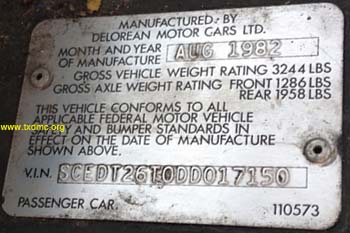 MANUFACTURED BY
DELOREAN MOTOR CARS LTD.
MONTH AND YEAR
OF MANUFACTURE AUG 1982
GROSS VEHICLE WEIGHT RATING 3244 LBS
GROSS AXLE WEIGHT RATING FRONT 1286 LBS
REAR 1958 LBS
THIS VEHICLE CONFORMS TO ALL
APPLICABLE FEDERAL MOTOR VEHICLE
www.txdmc.org
AND BUMPER STANDARDS IN
EFFECT ON THE DATE OF MANUFACTURE
SHOWN ABOVE.
V.I.N. SCEDT26T0DD017150
PASSENGER CAR. 110573